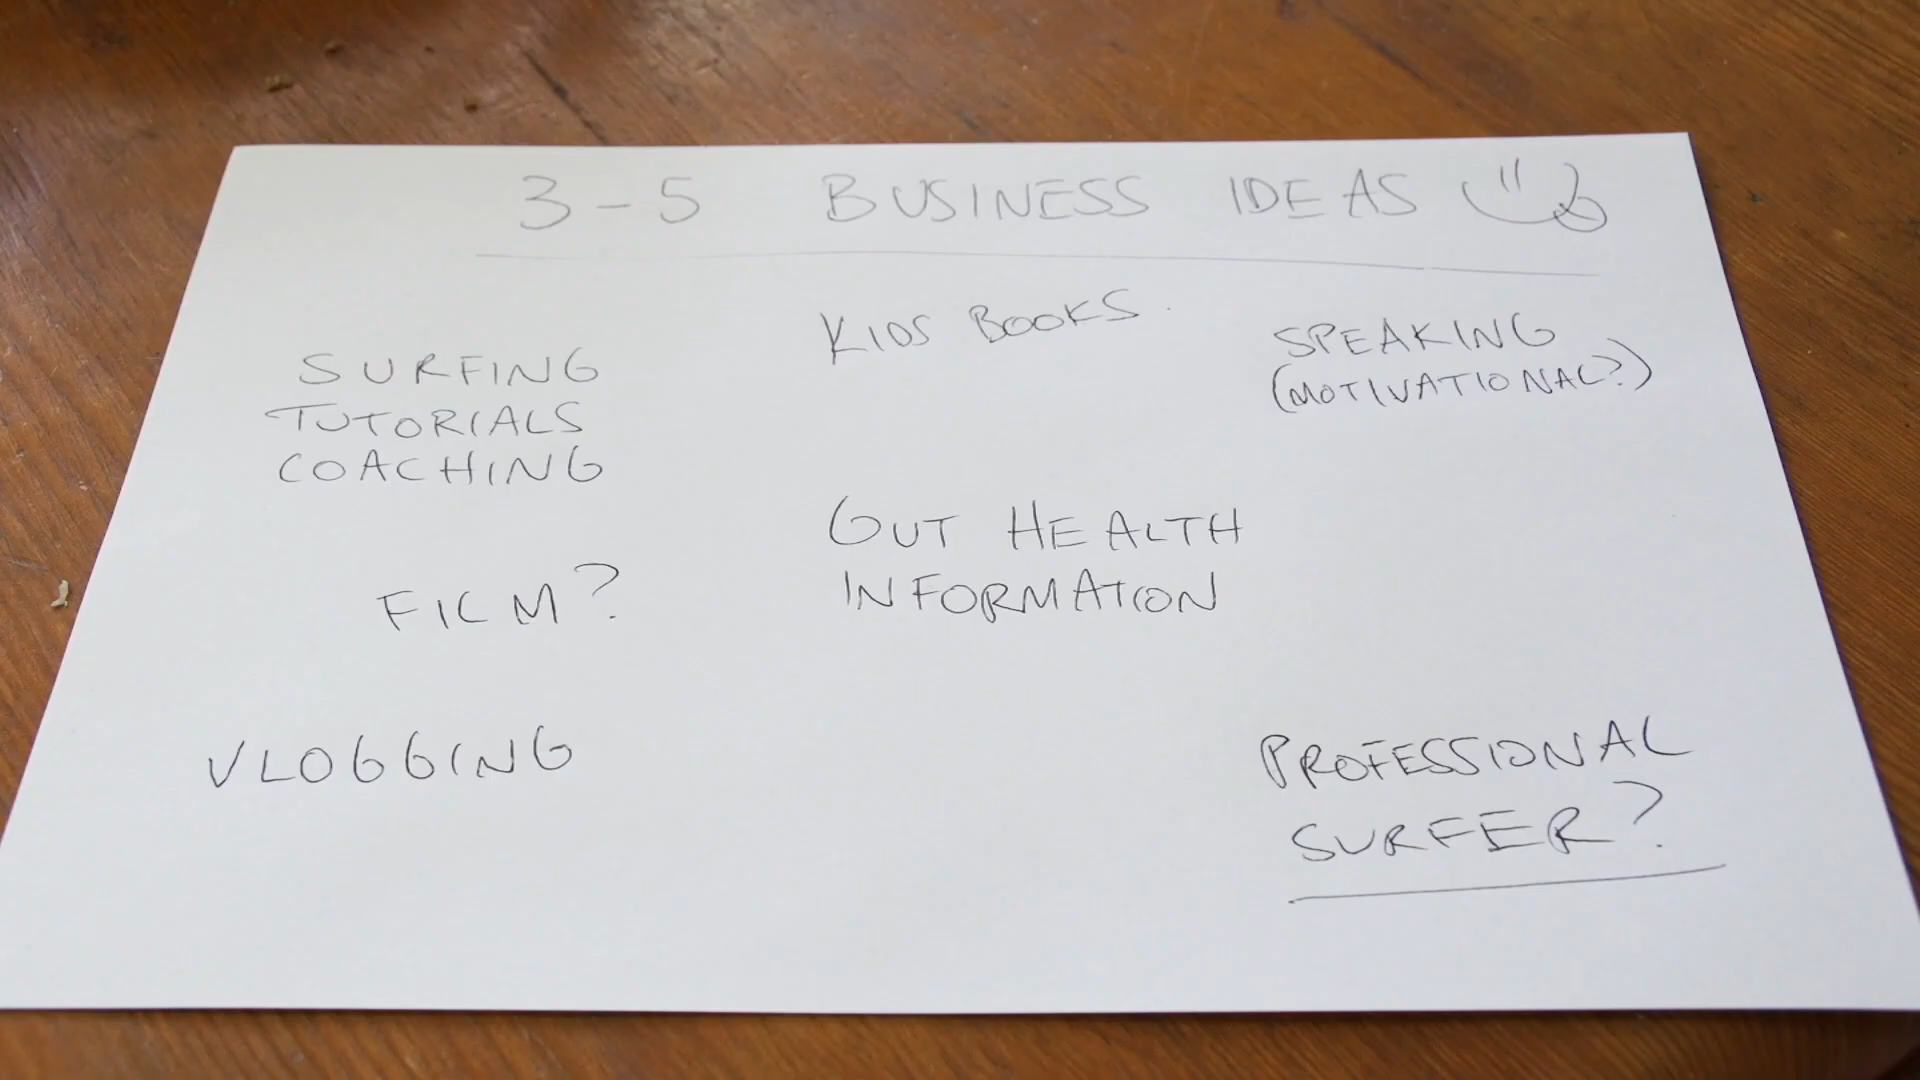 3-5 BUSINESS IDEAS
KIDS BOOKS.
SPEAKING
(MOTIVATIONAL?)
SURFING
TUTORIALS
COACHING
GUT HEALTH
INFORMATION
FILM?
VLOGGING
PROFESSIONAL
SURFER?